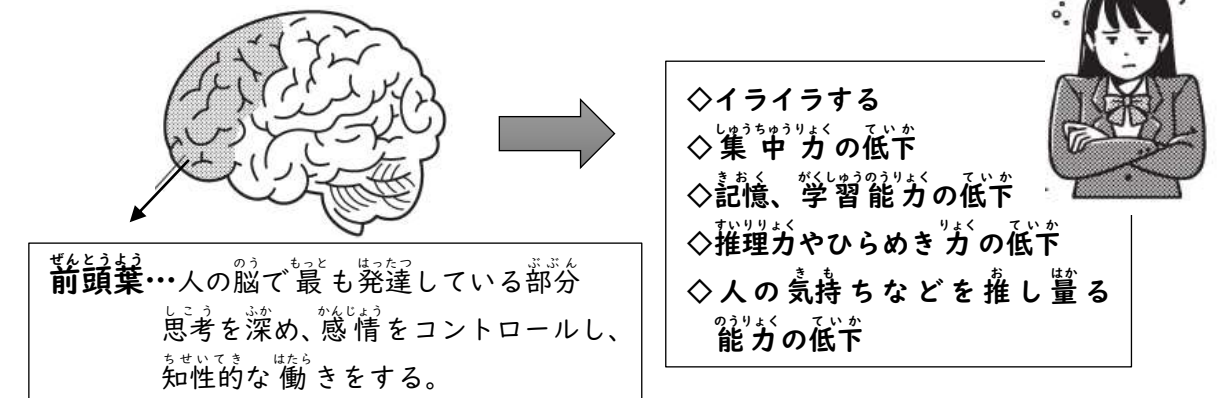 前頭葉…人の脳で最も発達している部分
思考を深め、感情をコントロールし、
知性的な働きをする。
◇イライラする
◇集中力の低下
◇記憶、学習能力の低下
◇推理力やひらめき力の低下
◇人の気持ちなどを推し量る
能力の低下